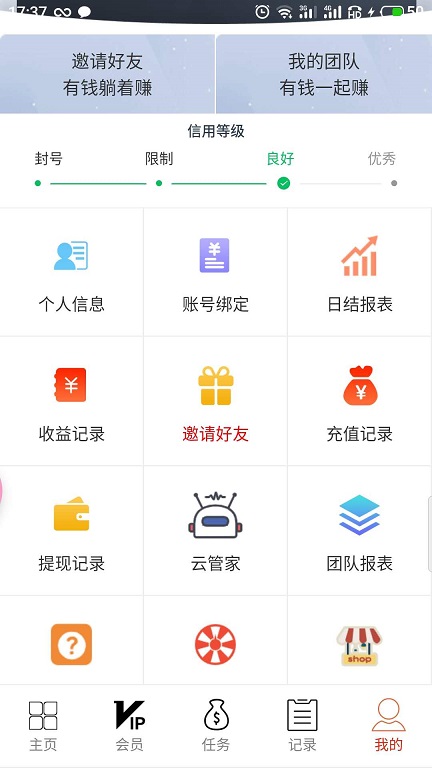 17:37
3G
4G
HD
50
邀请好友
有钱躺着赚
我的团队
有钱一起赚
信用等级
封号
限制
良好
优秀
个人信息
账号绑定
日结报表
收益记录
邀请好友
充值记录
提现记录
云管家
团队报表
shop
主页
VIP
会员
任务
记录
我的